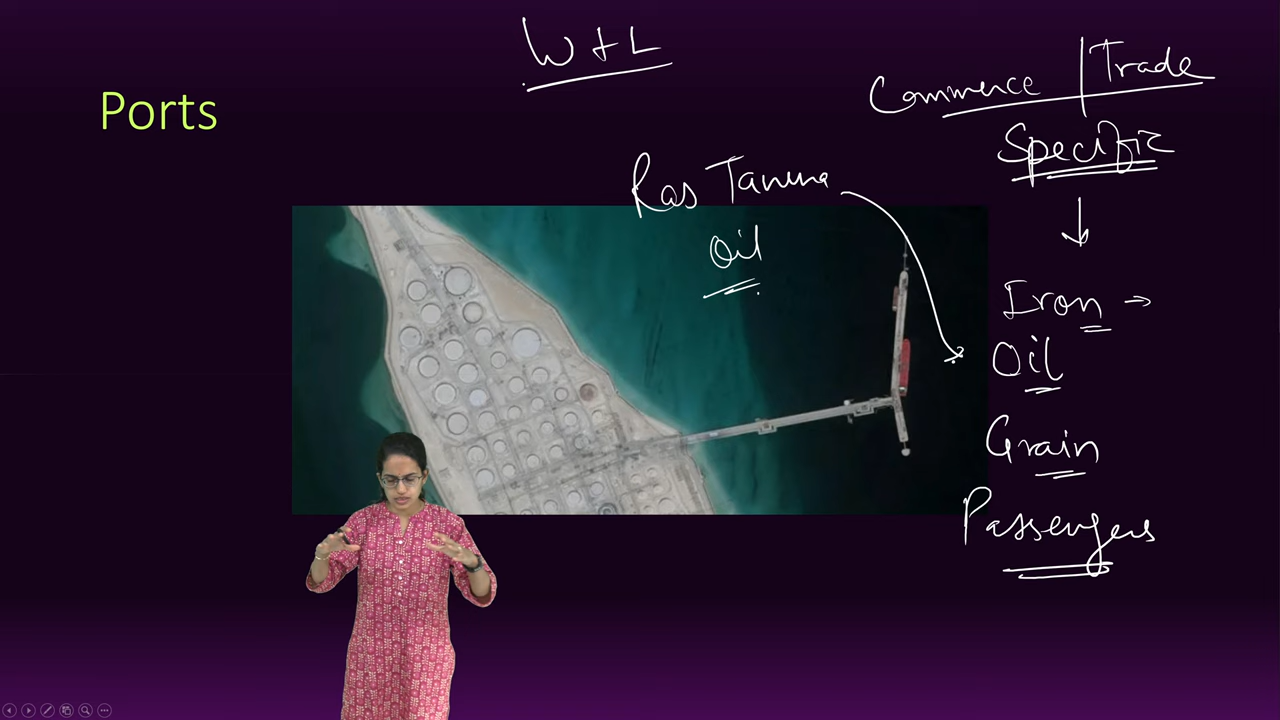 W + L
Commerce | Trade
Ports
Specific
Ras Tanura
Oil
Iron →
Oil
Grain
Passengers